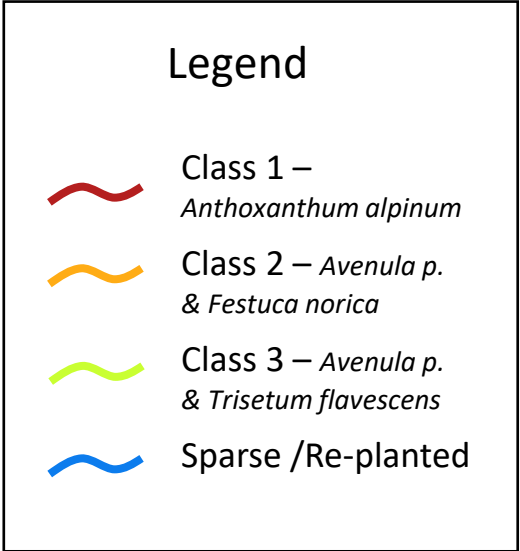 Legend
Class 1 –
Anthoxanthum alpinum
Class 2 – Avenula p.
& Festuca norica
Class 3 – Avenula p.
& Trisetum flavescens
Sparse /Re-planted